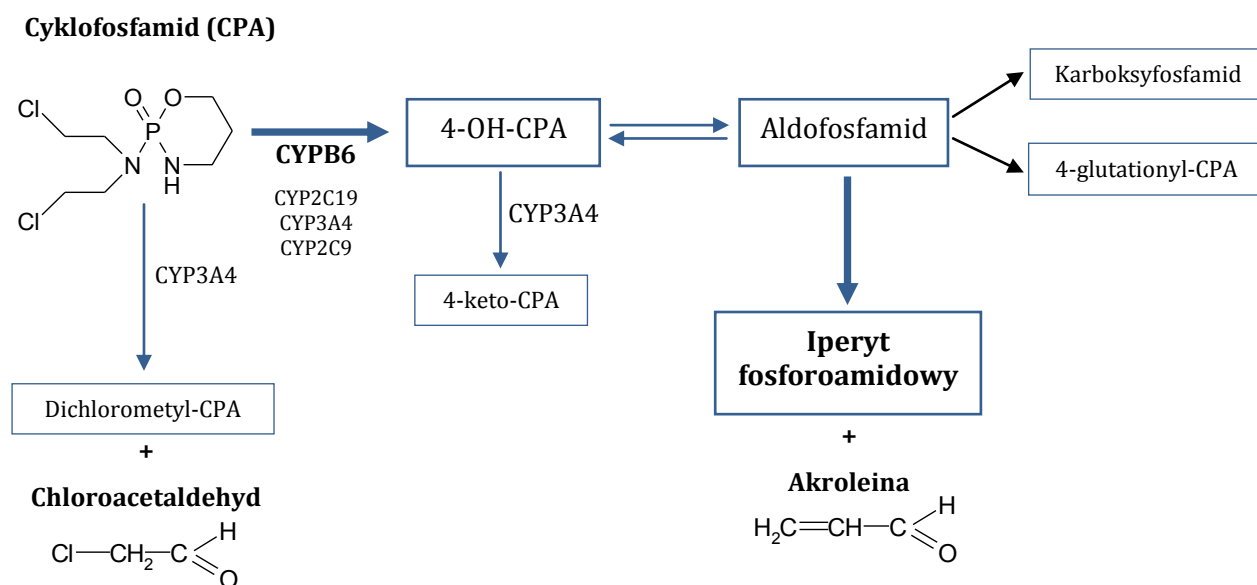 Cyklofosfamid (CPA)
Cl
O
O
P
N
N
H
Cl
CYPB6
CYP2C19
CYP3A4
CYP2C9
4-OH-CPA
Aldofosfamid
Karboksyfosfamid
4-glutationyl-CPA
CYP3A4
CYP3A4
4-keto-CPA
Iperyt
fosforoamidowy
Dichlorometyl-CPA
+
Chloroacetaldehyd
Cl—CH2—C
H
O
+
Akroleina
H2C=CH—C
H
O